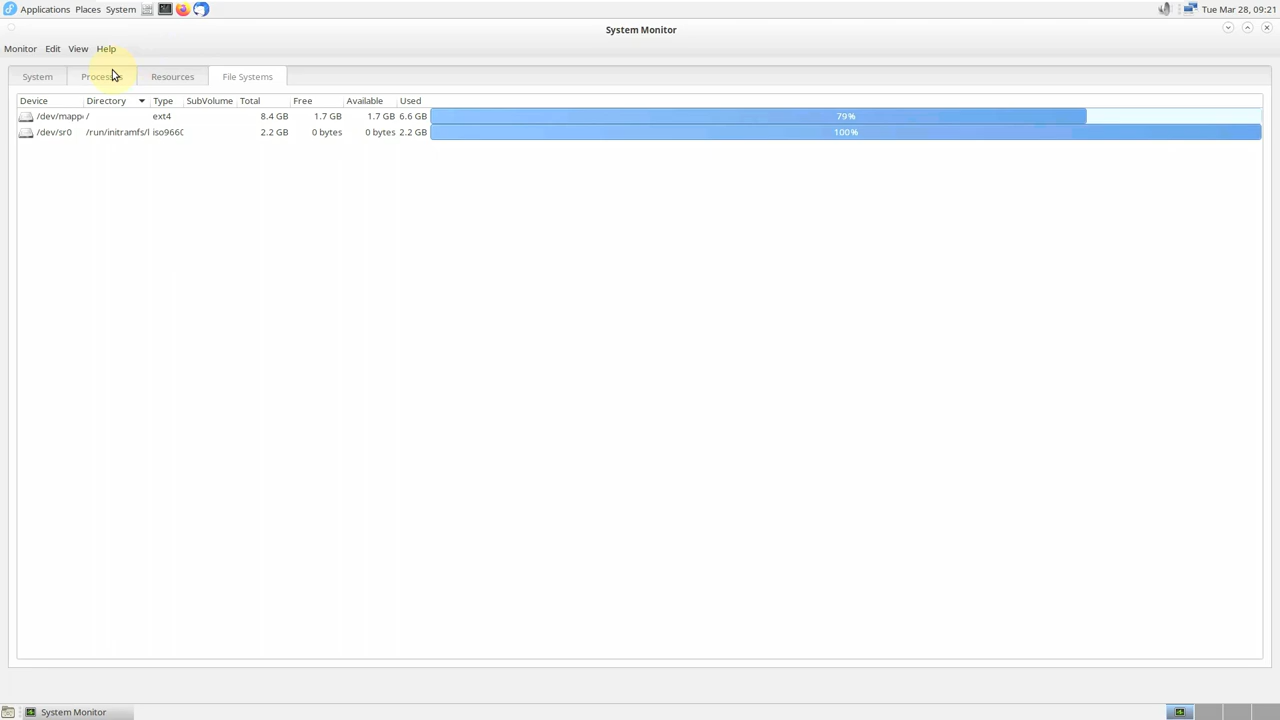 Applications Places System Tue Mar 28, 09:21
System Monitor
Monitor Edit View Help
System Resources File Systems
Device Directory Type SubVolume Total Free Available Used
/dev/mapp / ext4 8.4 GB 1.7 GB 1.7 GB 6.6 GB 79%
/dev/sr0 /run/initramfs/l iso966 2.2 GB 0 bytes 0 bytes 2.2 GB 100%
System Monitor